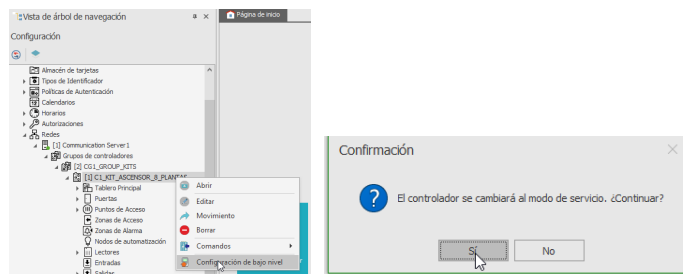 Vista de árbol de navegación
Página de inicio
Configuración
Almacén de tarjetas
Tipos de Identificador
Políticas de Autenticación
Calendarios
Horarios
Autorizaciones
Redes
[1] Communication Server1
Grupos de controladores
[2] CG1_GROUP_KITS
[1] C1_KIT_ASCENSOR_8_PLANTAS
Tablero Principal
Puertas
Puntos de Acceso
Zonas de Acceso
Zonas de Alarma
Nodos de automatización
Lectores
Entradas
Salidas
Abrir
Editar
Movimiento
Borrar
Comandos
Configuración de bajo nivel
Confirmación
El controlador se cambiará al modo de servicio. ¿Continuar?
Sí
No